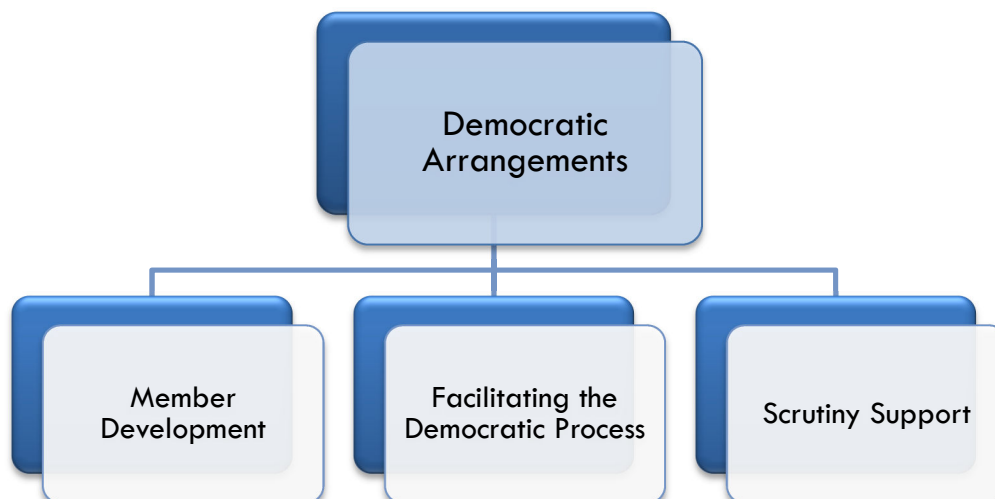 Democratic
Arrangements
Member
Development
Facilitating the
Democratic Process
Scrutiny Support